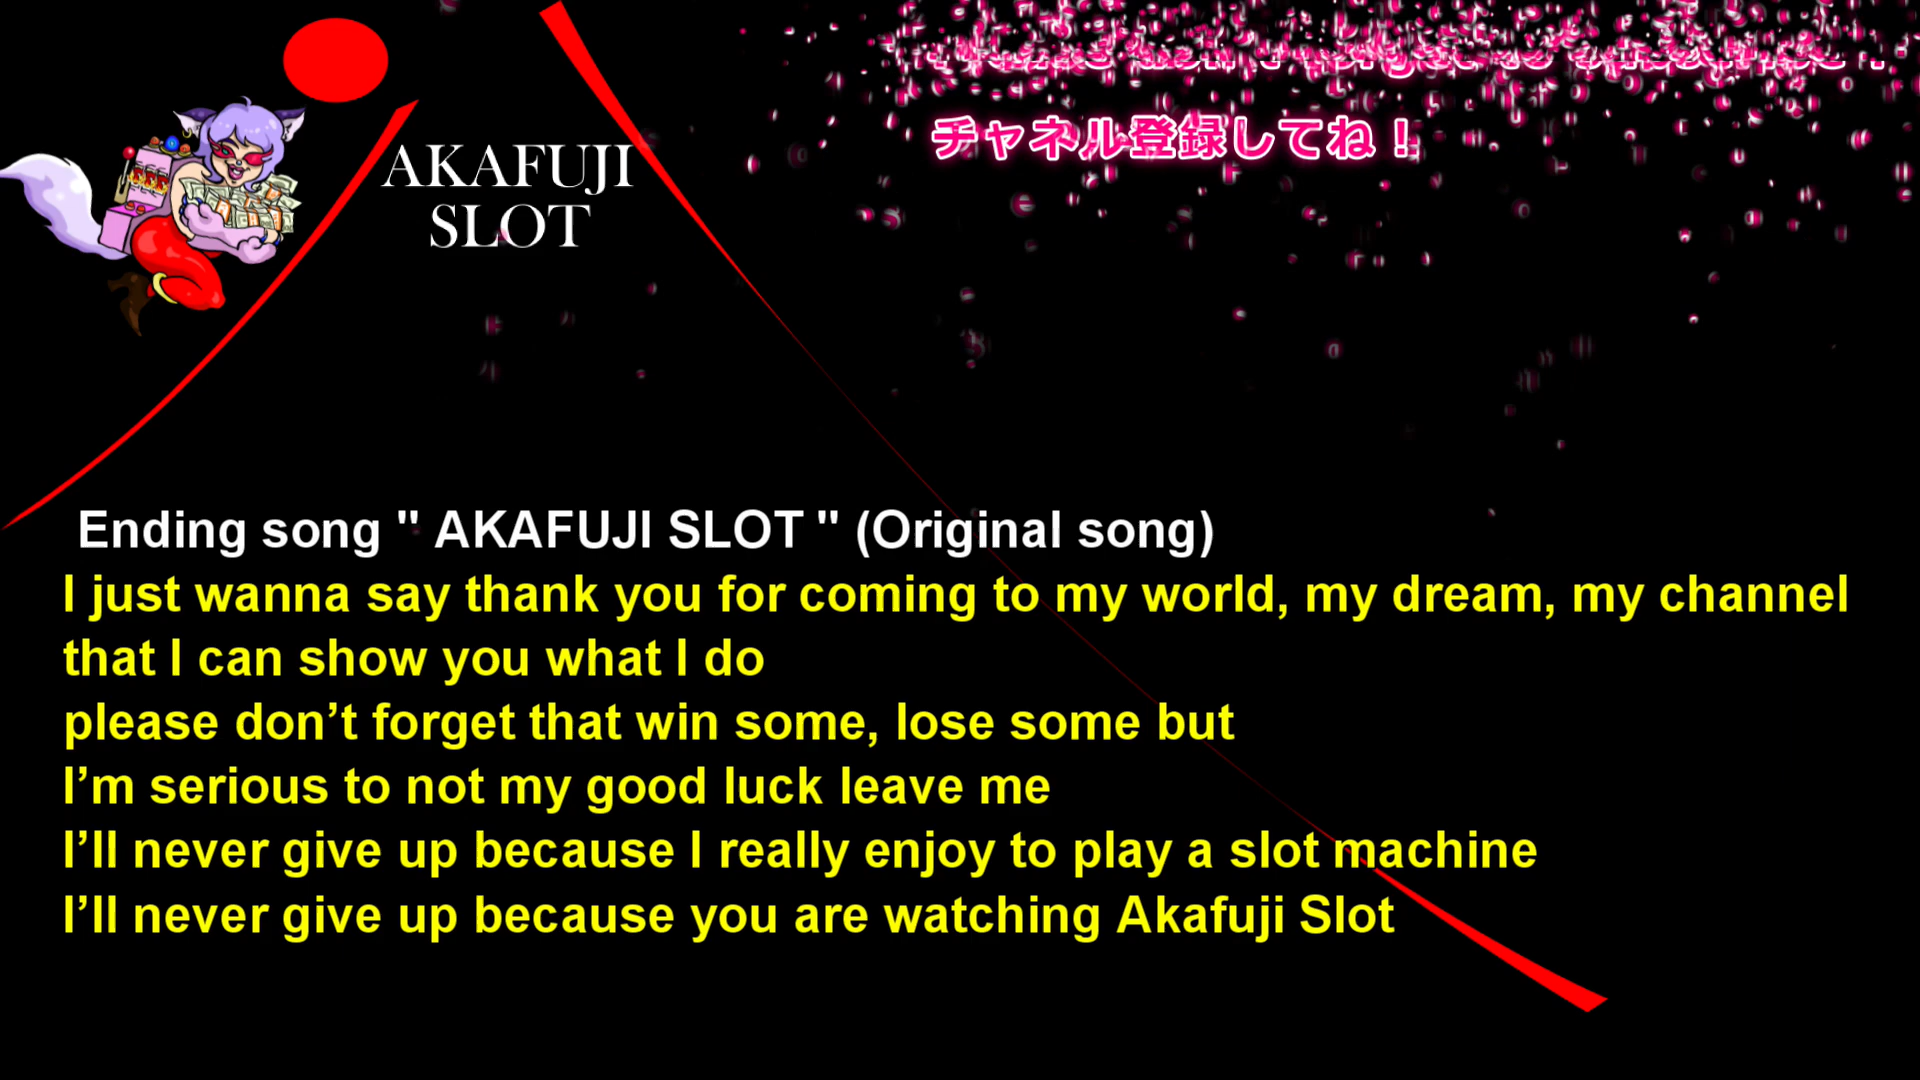 AKAFUJI
SLOT
チャネル登録してね！
Ending song " AKAFUJI SLOT " (Original song)
I just wanna say thank you for coming to my world, my dream, my channel
that I can show you what I do
please don’t forget that win some, lose some but
I’m serious to not my good luck leave me
I’ll never give up because I really enjoy to play a slot machine
I’ll never give up because you are watching Akafuji Slot